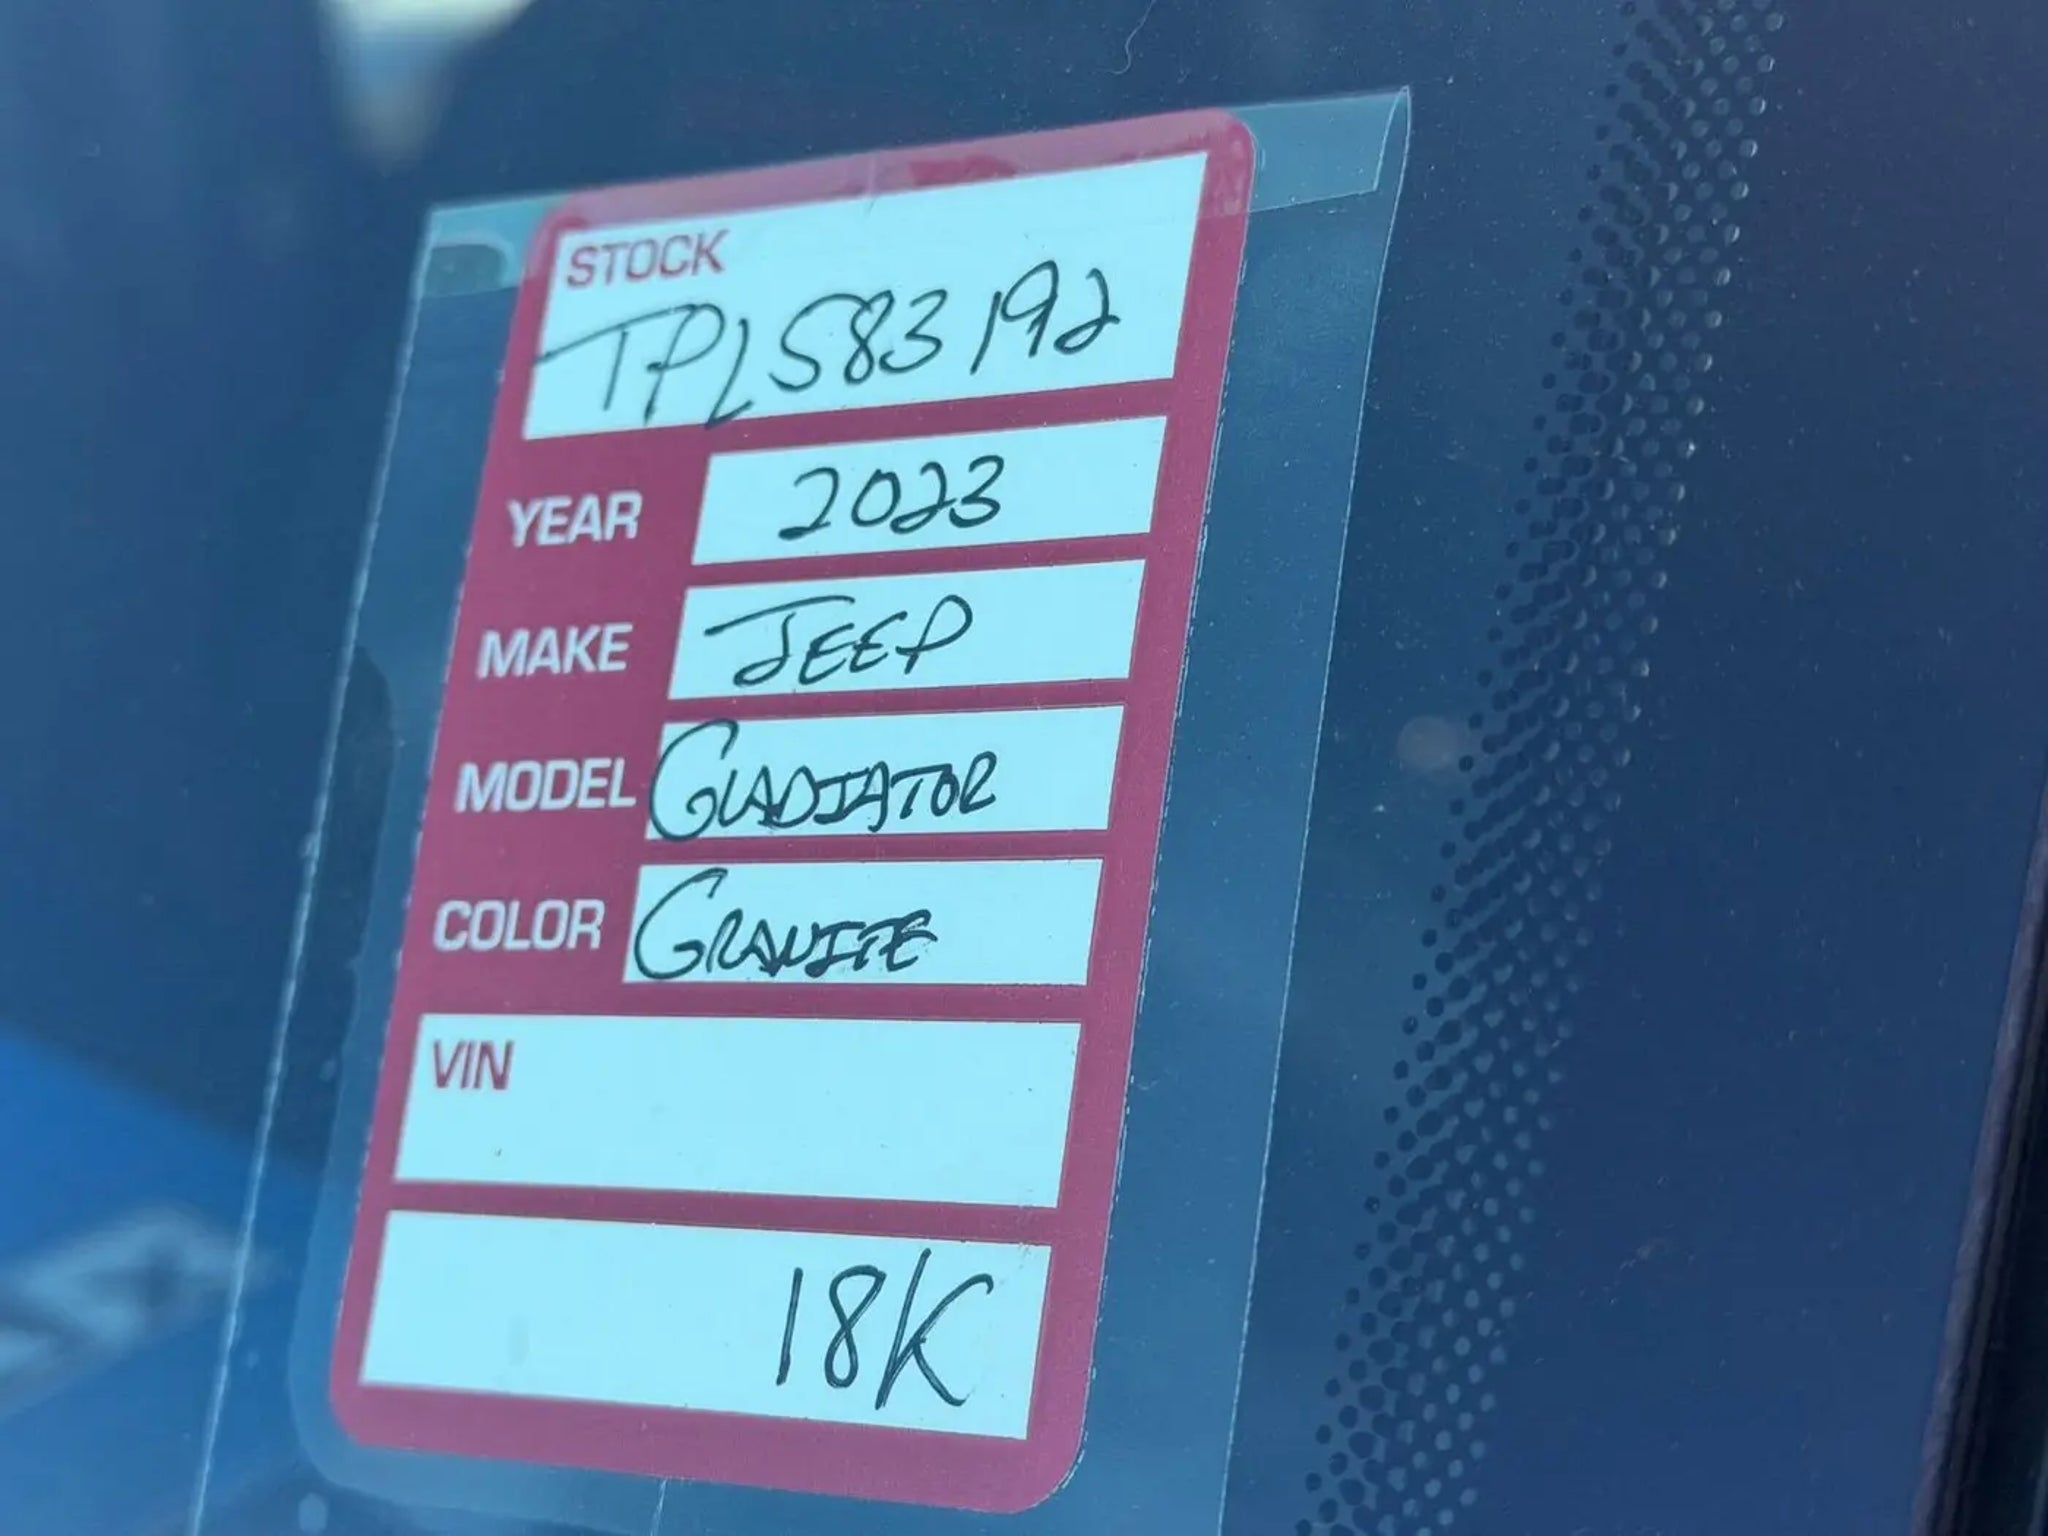 STOCK
TPL583192
YEAR 2023
MAKE JEEP
MODEL GLADIATOR
COLOR GRANITE
VIN
18K